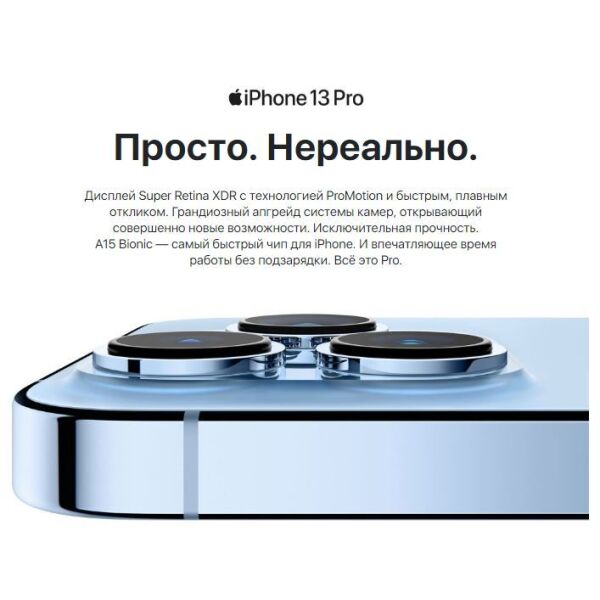 iPhone 13 Pro
Просто. Нереально.
Дисплей Super Retina XDR с технологией ProMotion и быстрым, плавным
откликом. Грандиозный апгрейд системы камер, открывающий
совершенно новые возможности. Исключительная прочность.
A15 Bionic — самый быстрый чип для iPhone. И впечатляющее время
работы без подзарядки. Всё это Pro.